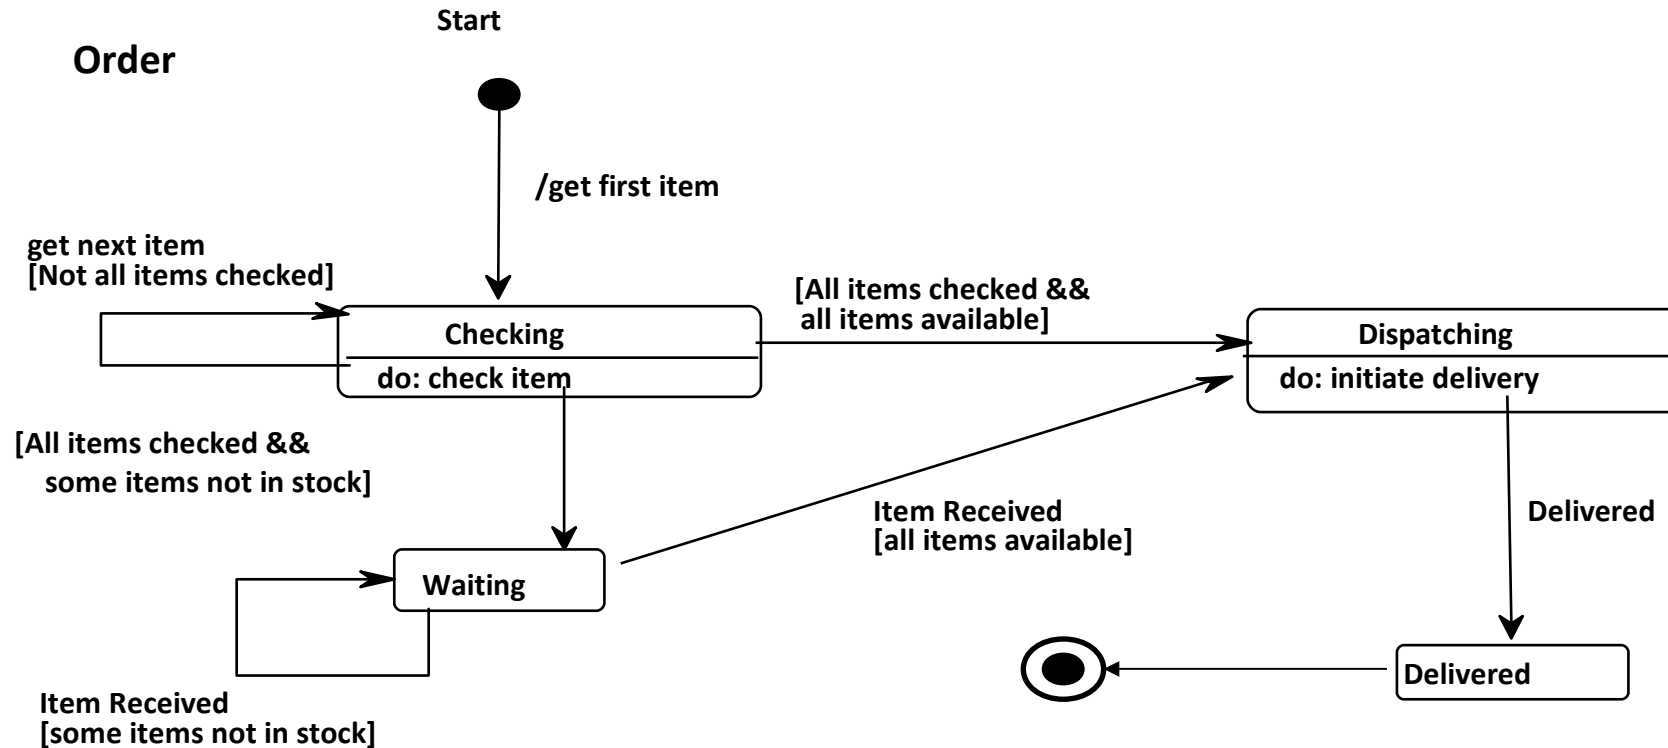 Start
Order
/get first item
get next item
[Not all items checked]
[All items checked &&
all items available]
Checking
do: check item
Dispatching
do: initiate delivery
[All items checked &&
some items not in stock]
Item Received
[all items available]
Delivered
Waiting
Delivered
Item Received
[some items not in stock]